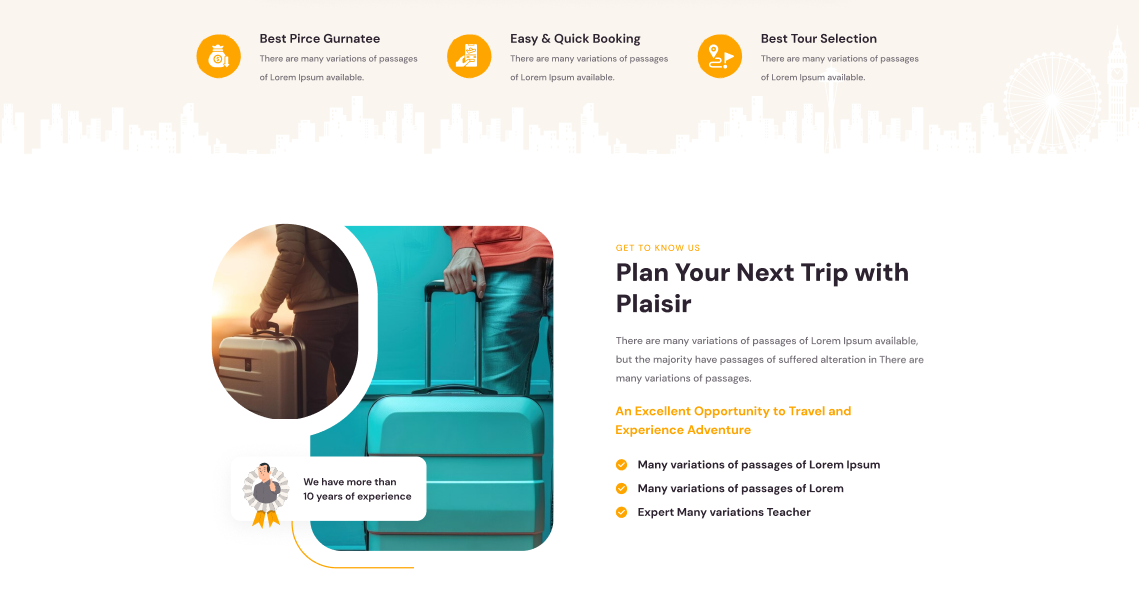 Best Pirce Gurnatee
There are many variations of passages
of Lorem Ipsum available.
Easy & Quick Booking
There are many variations of passages
of Lorem Ipsum available.
Best Tour Selection
There are many variations of passages
of Lorem Ipsum available.
GET TO KNOW US
Plan Your Next Trip with
Plaisir
There are many variations of passages of Lorem Ipsum available,
but the majority have passages of suffered alteration in There are
many variations of passages.
An Excellent Opportunity to Travel and
Experience Adventure
Many variations of passages of Lorem Ipsum
Many variations of passages of Lorem
Expert Many variations Teacher
We have more than
10 years of experience